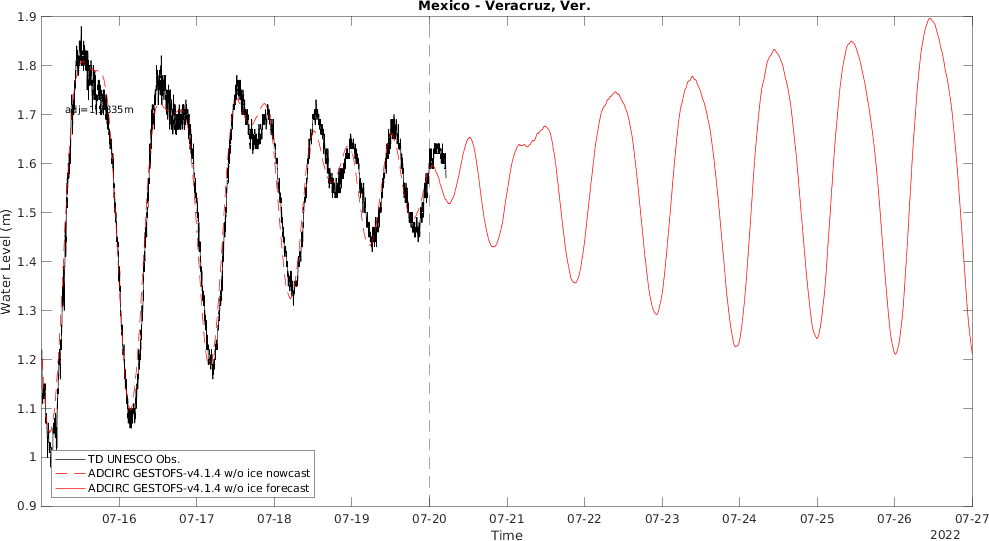 Mexico - Veracruz, Ver.
1.9
1.8
1.7
1.6
1.5
1.4
1.3
1.2
1.1
1
0.9
Water Level (m)
TD UNESCO Obs.
ADCIRC GESTOFS-v4.1.4 w/o ice nowcast
ADCIRC GESTOFS-v4.1.4 w/o ice forecast
07-16 07-17 07-18 07-19 07-20 07-21 07-22 07-23 07-24 07-25 07-26 07-27
Time
2022